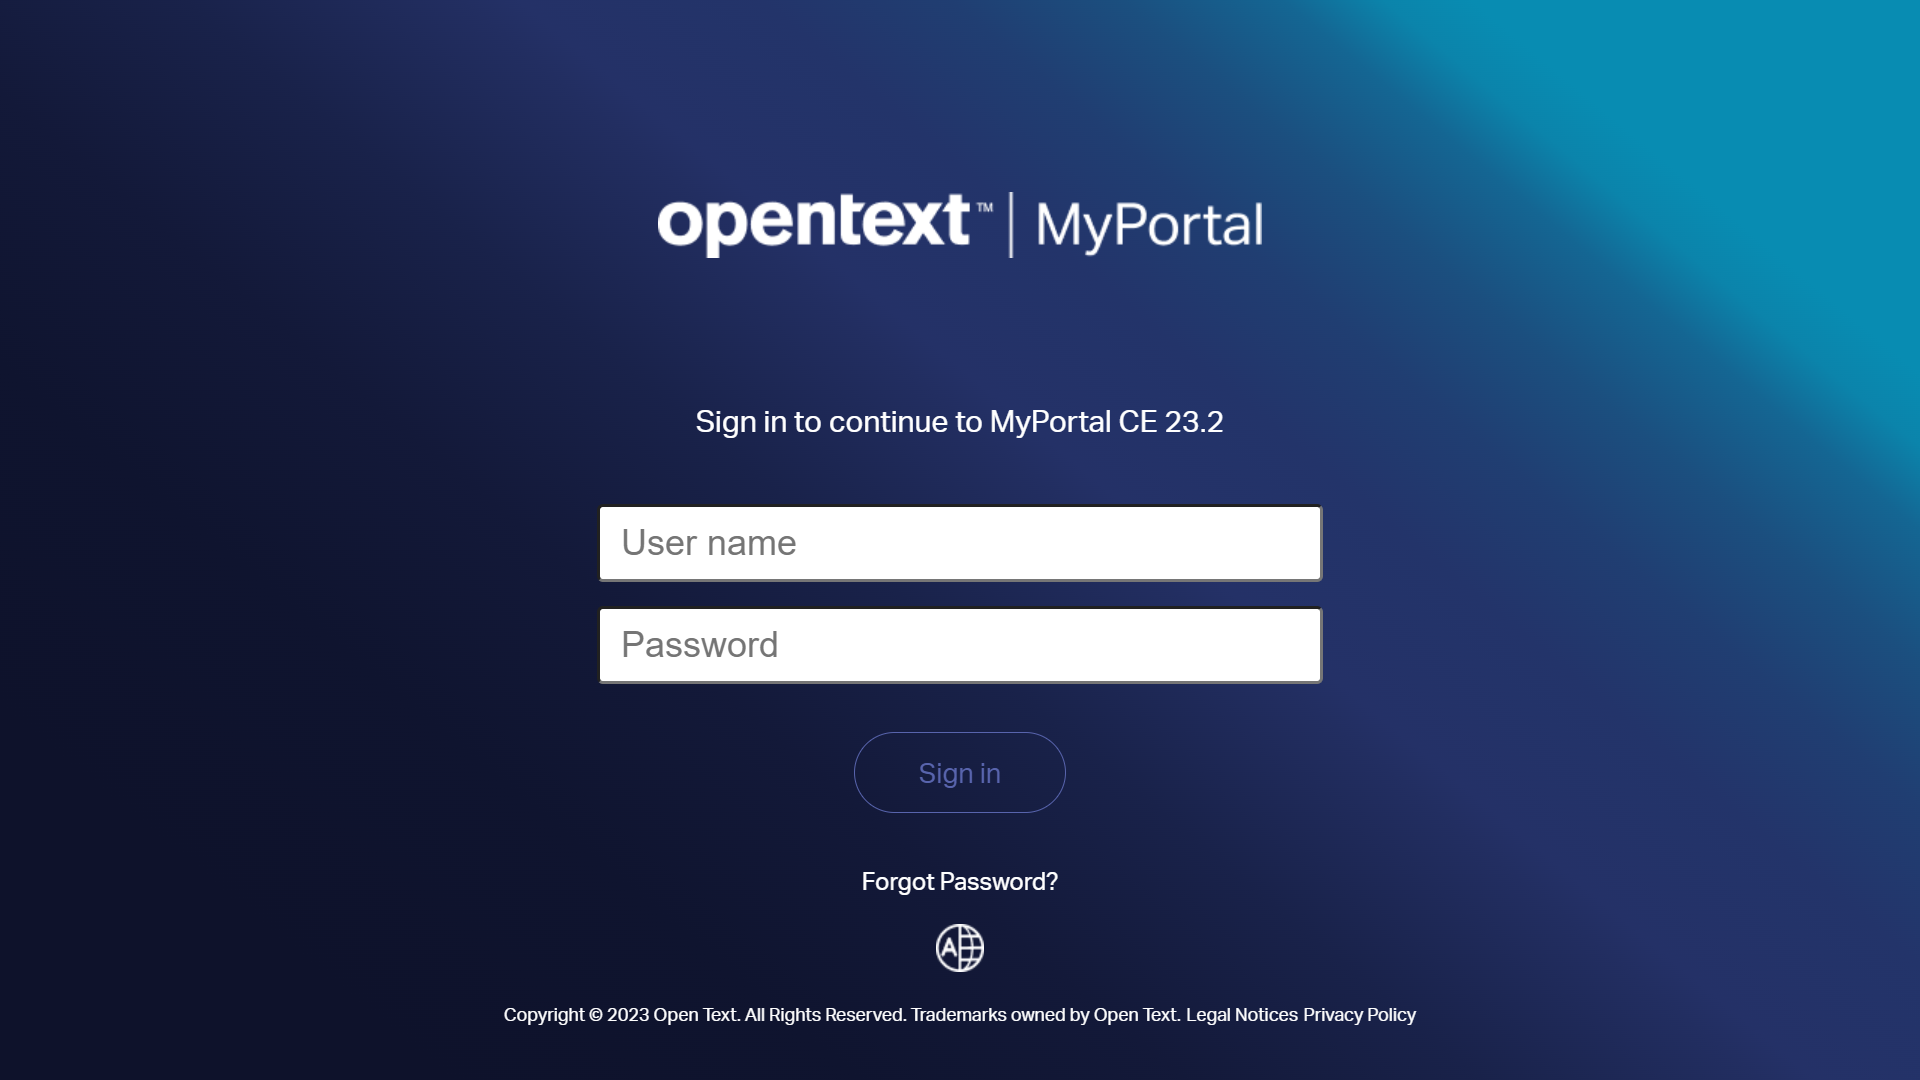 opentext™ | MyPortal
Sign in to continue to MyPortal CE 23.2
User name
Password
Sign in
Forgot Password?
A
Copyright © 2023 Open Text. All Rights Reserved. Trademarks owned by Open Text. Legal Notices Privacy Policy